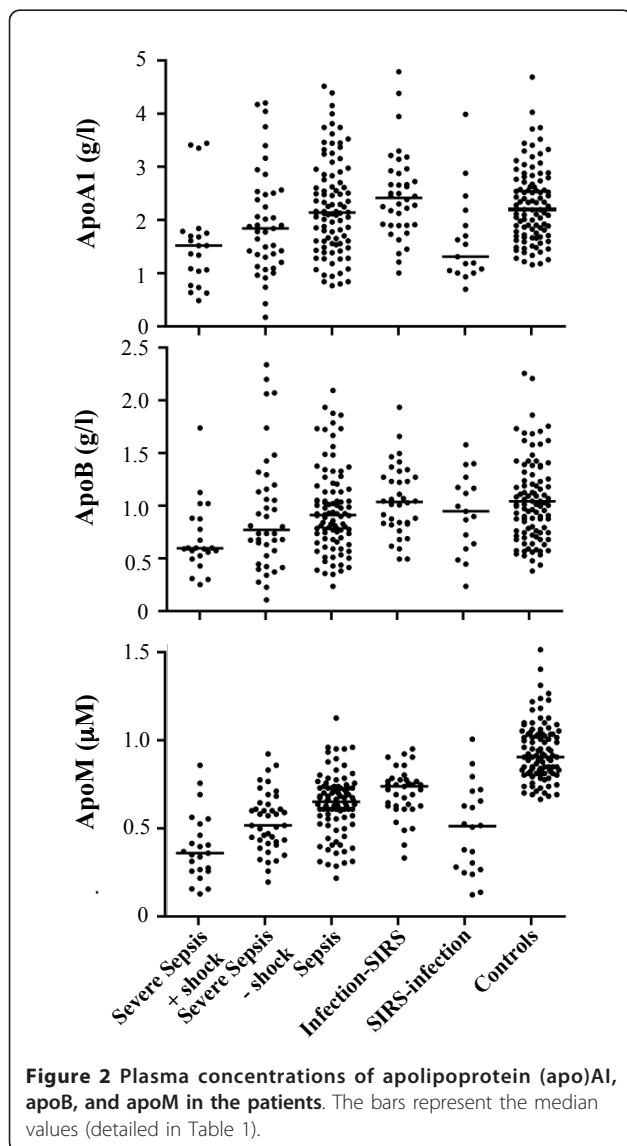 ApoA1 (g/l)
5
4
3
2
1
0
ApoB (g/l)
2.5
2.0
1.5
1.0
0.5
0
ApoM (µM)
1.5
1.0
0.5
0
Severe Sepsis
+ shock
Severe Sepsis
- shock
Sepsis
Infection-SIRS
SIRS-infection
Controls
Figure 2 Plasma concentrations of apolipoprotein (apo)AI,
apoB, and apoM in the patients. The bars represent the median
values (detailed in Table 1).